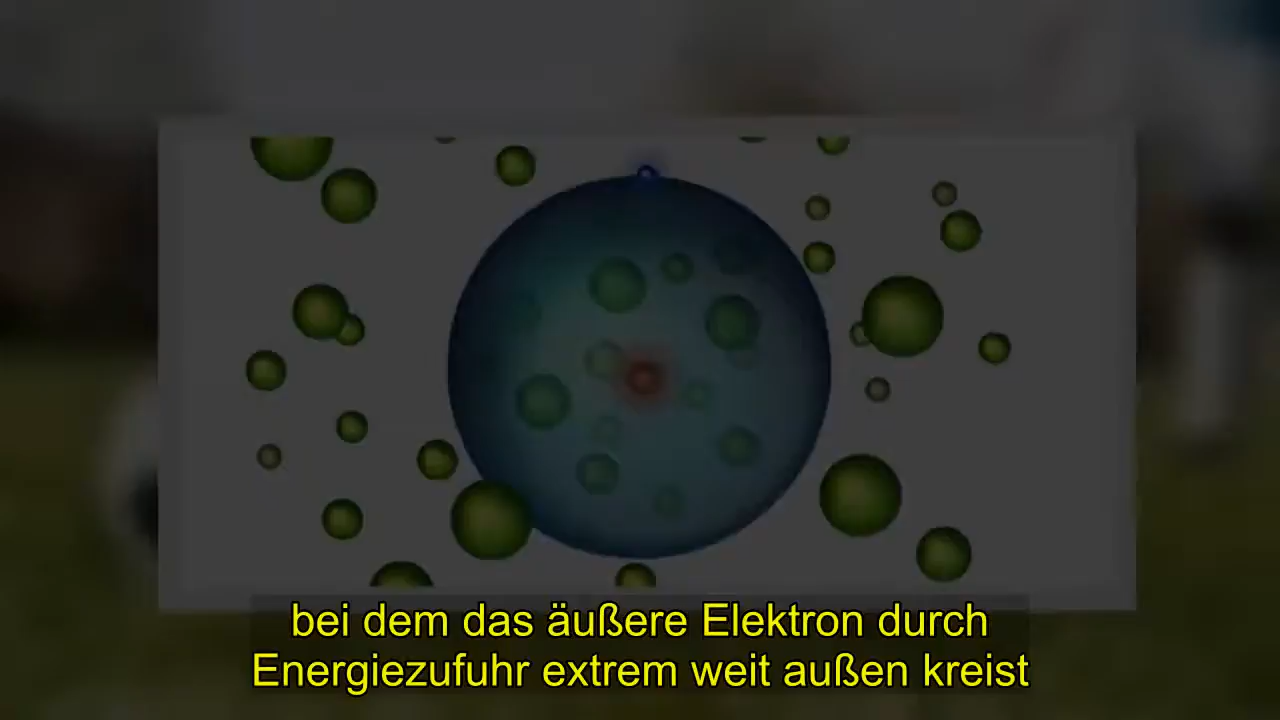 bei dem das äußere Elektron durch
Energiezufuhr extrem weit außen kreist